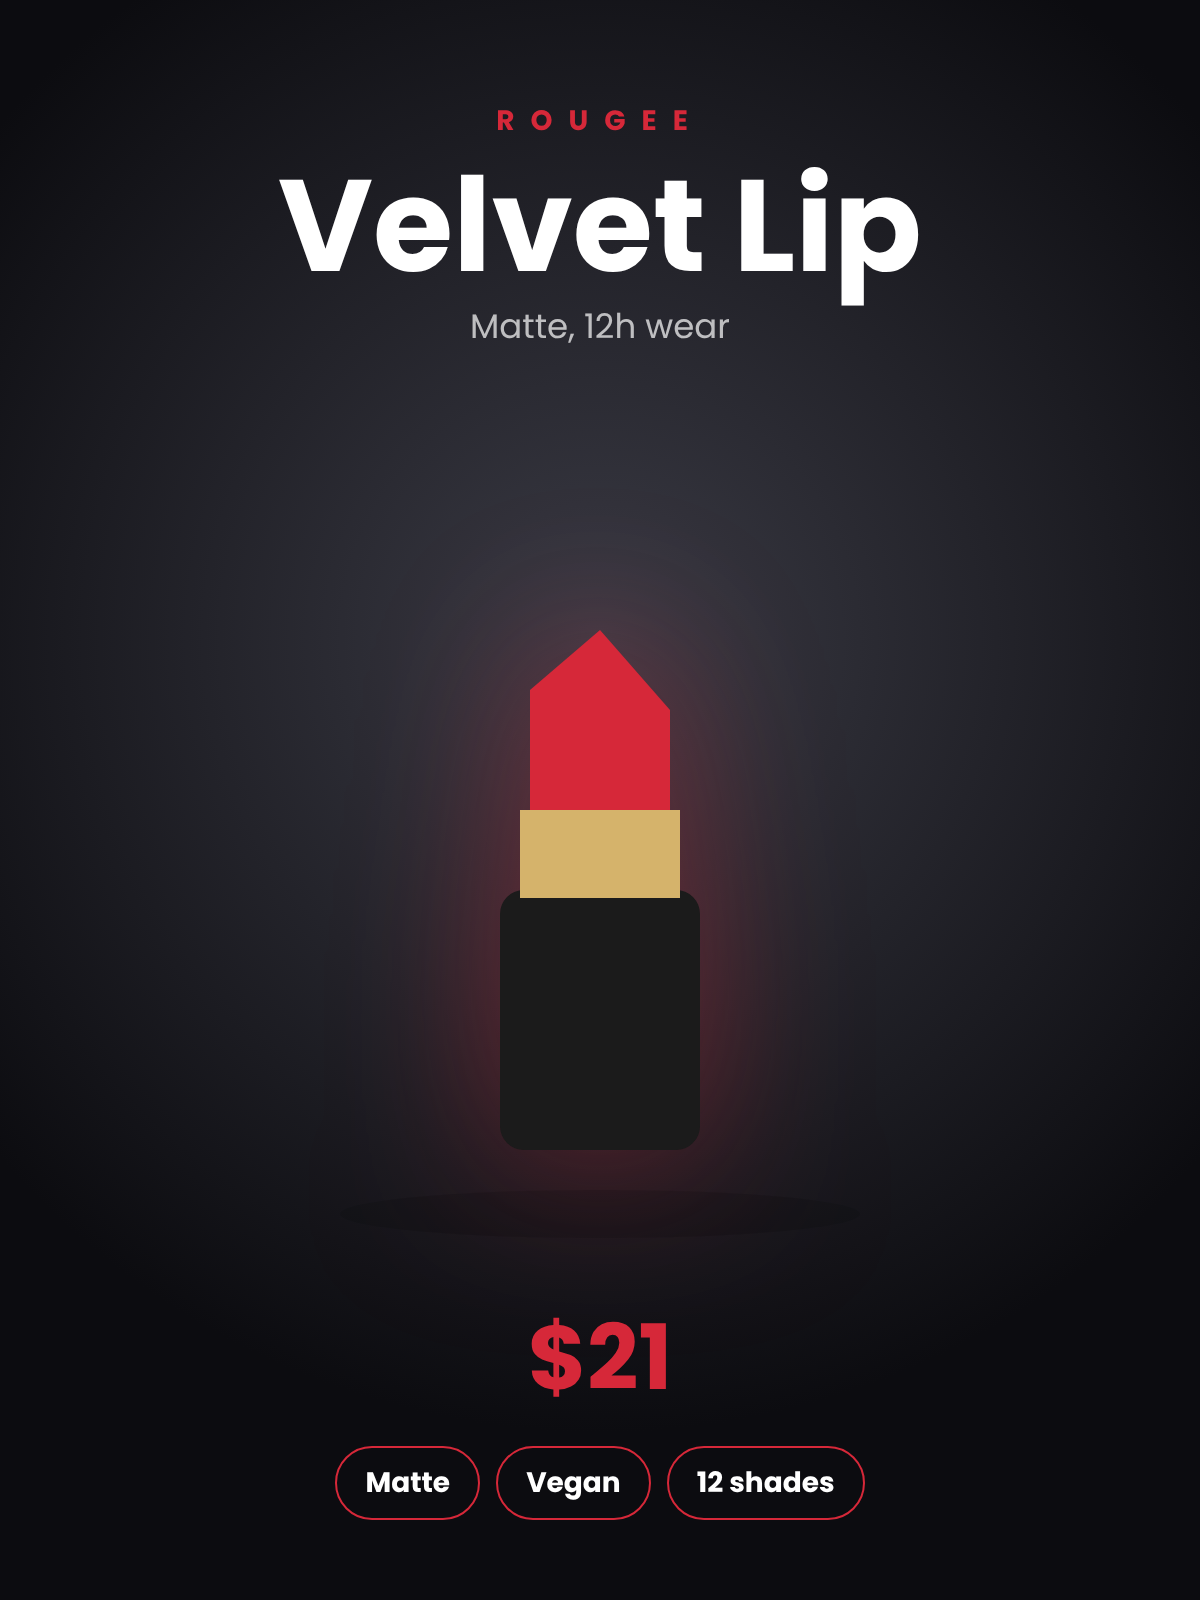 ROUGEE
Velvet Lip
Matte, 12h wear
$21
Matte
Vegan
12 shades